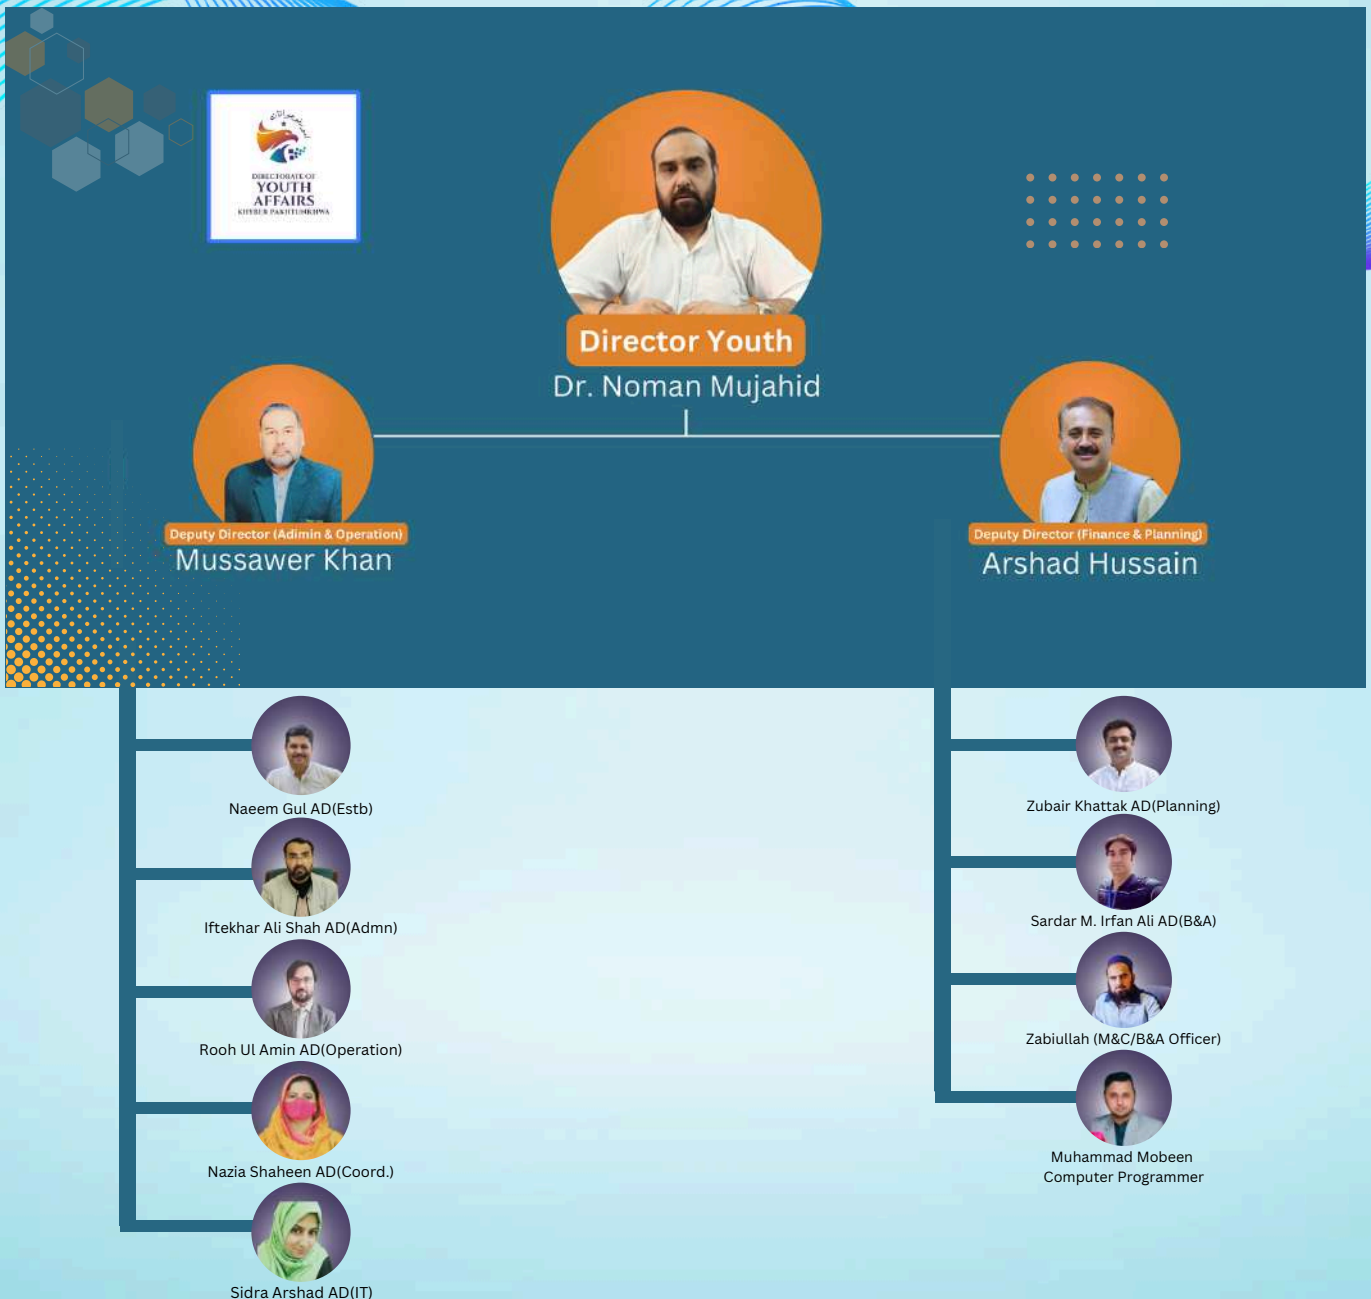 DIRECTORATE OF
YOUTH
AFFAIRS
KHYBER PAKHTUNKHWA
Director Youth
Dr. Noman Mujahid
Deputy Director (Adimin & Operation)
Mussawer Khan
Deputy Director (Finance & Planning)
Arshad Hussain
Naeem Gul AD(Estb)
Iftekhar Ali Shah AD(Admn)
Rooh Ul Amin AD(Operation)
Nazia Shaheen AD(Coord.)
Sidra Arshad AD(IT)
Zubair Khattak AD(Planning)
Sardar M. Irfan Ali AD(B&A)
Zabiullah (M&C/B&A Officer)
Muhammad Mobeen
Computer Programmer